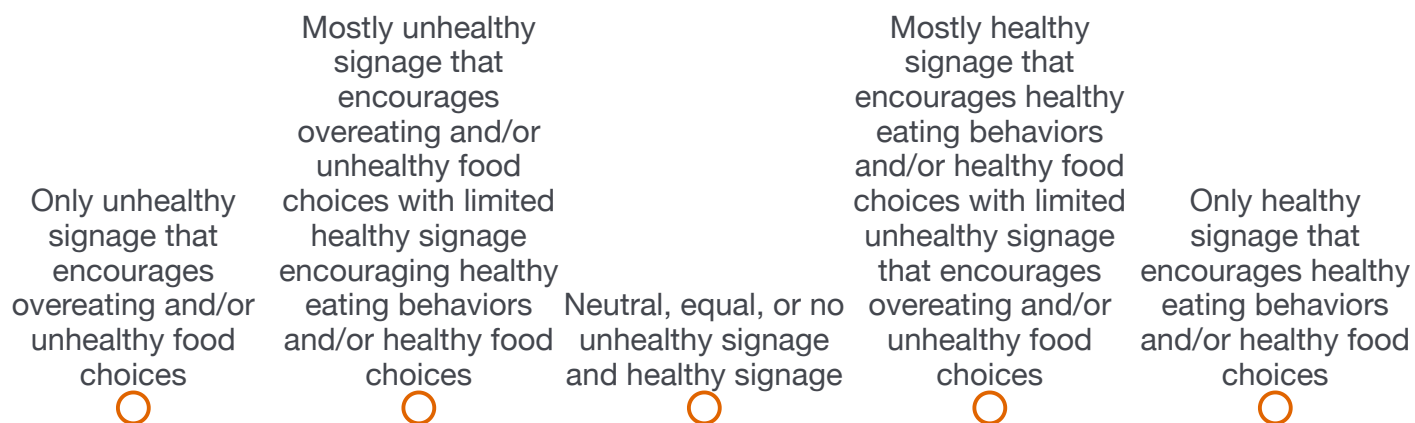 Only unhealthy
signage that
encourages
overeating and/or
unhealthy food
choices
Mostly unhealthy
signage that
encourages
overeating and/or
unhealthy food
choices with limited
healthy signage
encouraging healthy
eating behaviors
and/or healthy food
choices
Neutral, equal, or no
unhealthy signage
and healthy signage
Mostly healthy
signage that
encourages healthy
eating behaviors
and/or healthy food
choices with limited
unhealthy signage
that encourages
overeating and/or
unhealthy food
choices
Only healthy
signage that
encourages healthy
eating behaviors
and/or healthy food
choices